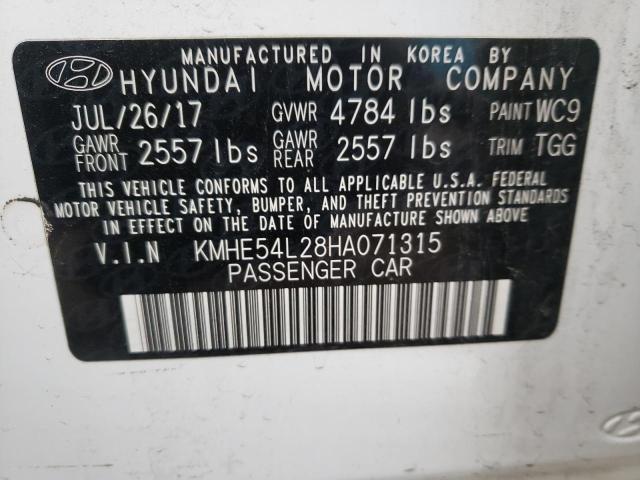 MANUFACTURED IN KOREA BY
HYUNDAI MOTOR COMPANY
JUL/26/17 GVWR 4784 lbs PAINT WC9
GAWR FRONT 2557 lbs GAWR REAR 2557 lbs TRIM TGG
THIS VEHICLE CONFORMS TO ALL APPLICABLE U.S.A. FEDERAL
MOTOR VEHICLE SAFETY, BUMPER, AND THEFT PREVENTION STANDARDS
IN EFFECT ON THE DATE OF MANUFACTURE SHOWN ABOVE
V.I.N KMHE54L28HA071315
PASSENGER CAR